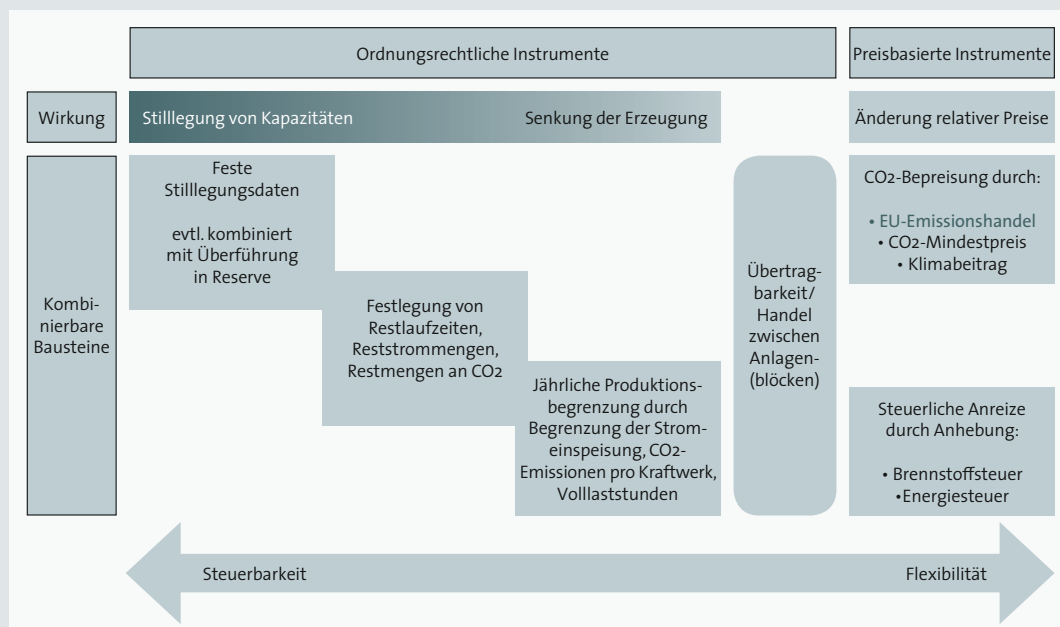 Ordnungsrechtliche Instrumente
Preisbasierte Instrumente
Wirkung
Stilllegung von Kapazitäten
Senkung der Erzeugung
Änderung relativer Preise
Kombi-
nierbare
Bausteine
Feste
Stilllegungsdaten
evtl. kombiniert
mit Überführung
in Reserve
Festlegung von
Restlaufzeiten,
Reststrommengen,
Restmengen an CO2
Jährliche Produktions-
begrenzung durch
Begrenzung der Strom-
einspeisung, CO2-
Emissionen pro Kraftwerk,
Volllaststunden
Übertrag-
barkeit/
Handel
zwischen
Anlagen-
(blöcken)
CO2-Bepreisung durch:
• EU-Emissionshandel
• CO2-Mindestpreis
• Klimabeitrag
Steuerliche Anreize
durch Anhebung:
• Brennstoffsteuer
•Energiesteuer
Steuerbarkeit
Flexibilität